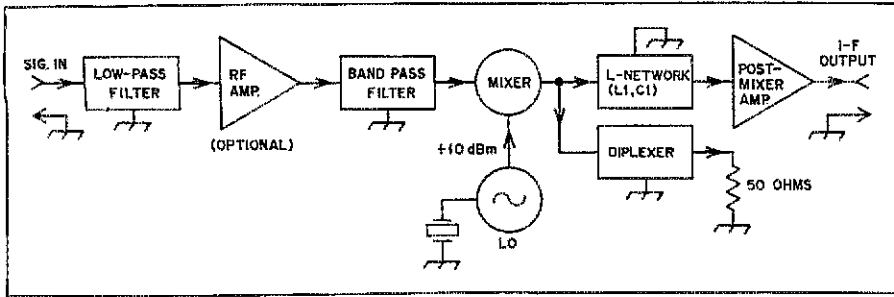 SIG. IN
LOW-PASS
FILTER
RF
AMP.
(OPTIONAL)
BAND PASS
FILTER
MIXER
+10 dBm
LO
L-NETWORK
(L1,C1)
DIPLEXER
50 OHMS
POST-
MIXER
AMP.
I-F
OUTPUT